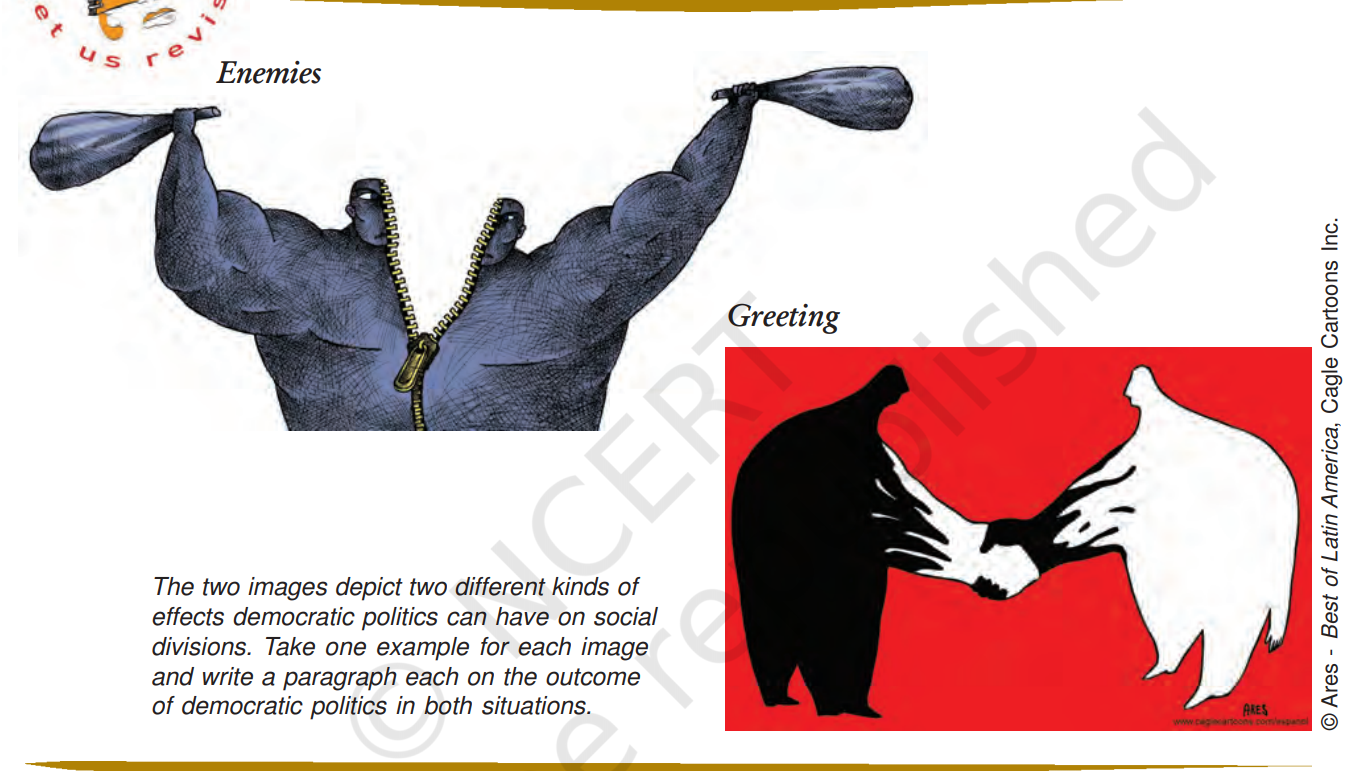 et us revis
Enemies
Greeting
The two images depict two different kinds of
effects democratic politics can have on social
divisions. Take one example for each image
and write a paragraph each on the outcome
of democratic politics in both situations.
ARES
www.caglecartoons.com/espanol
© Ares - Best of Latin America, Cagle Cartoons Inc.
© NCERT
e republished